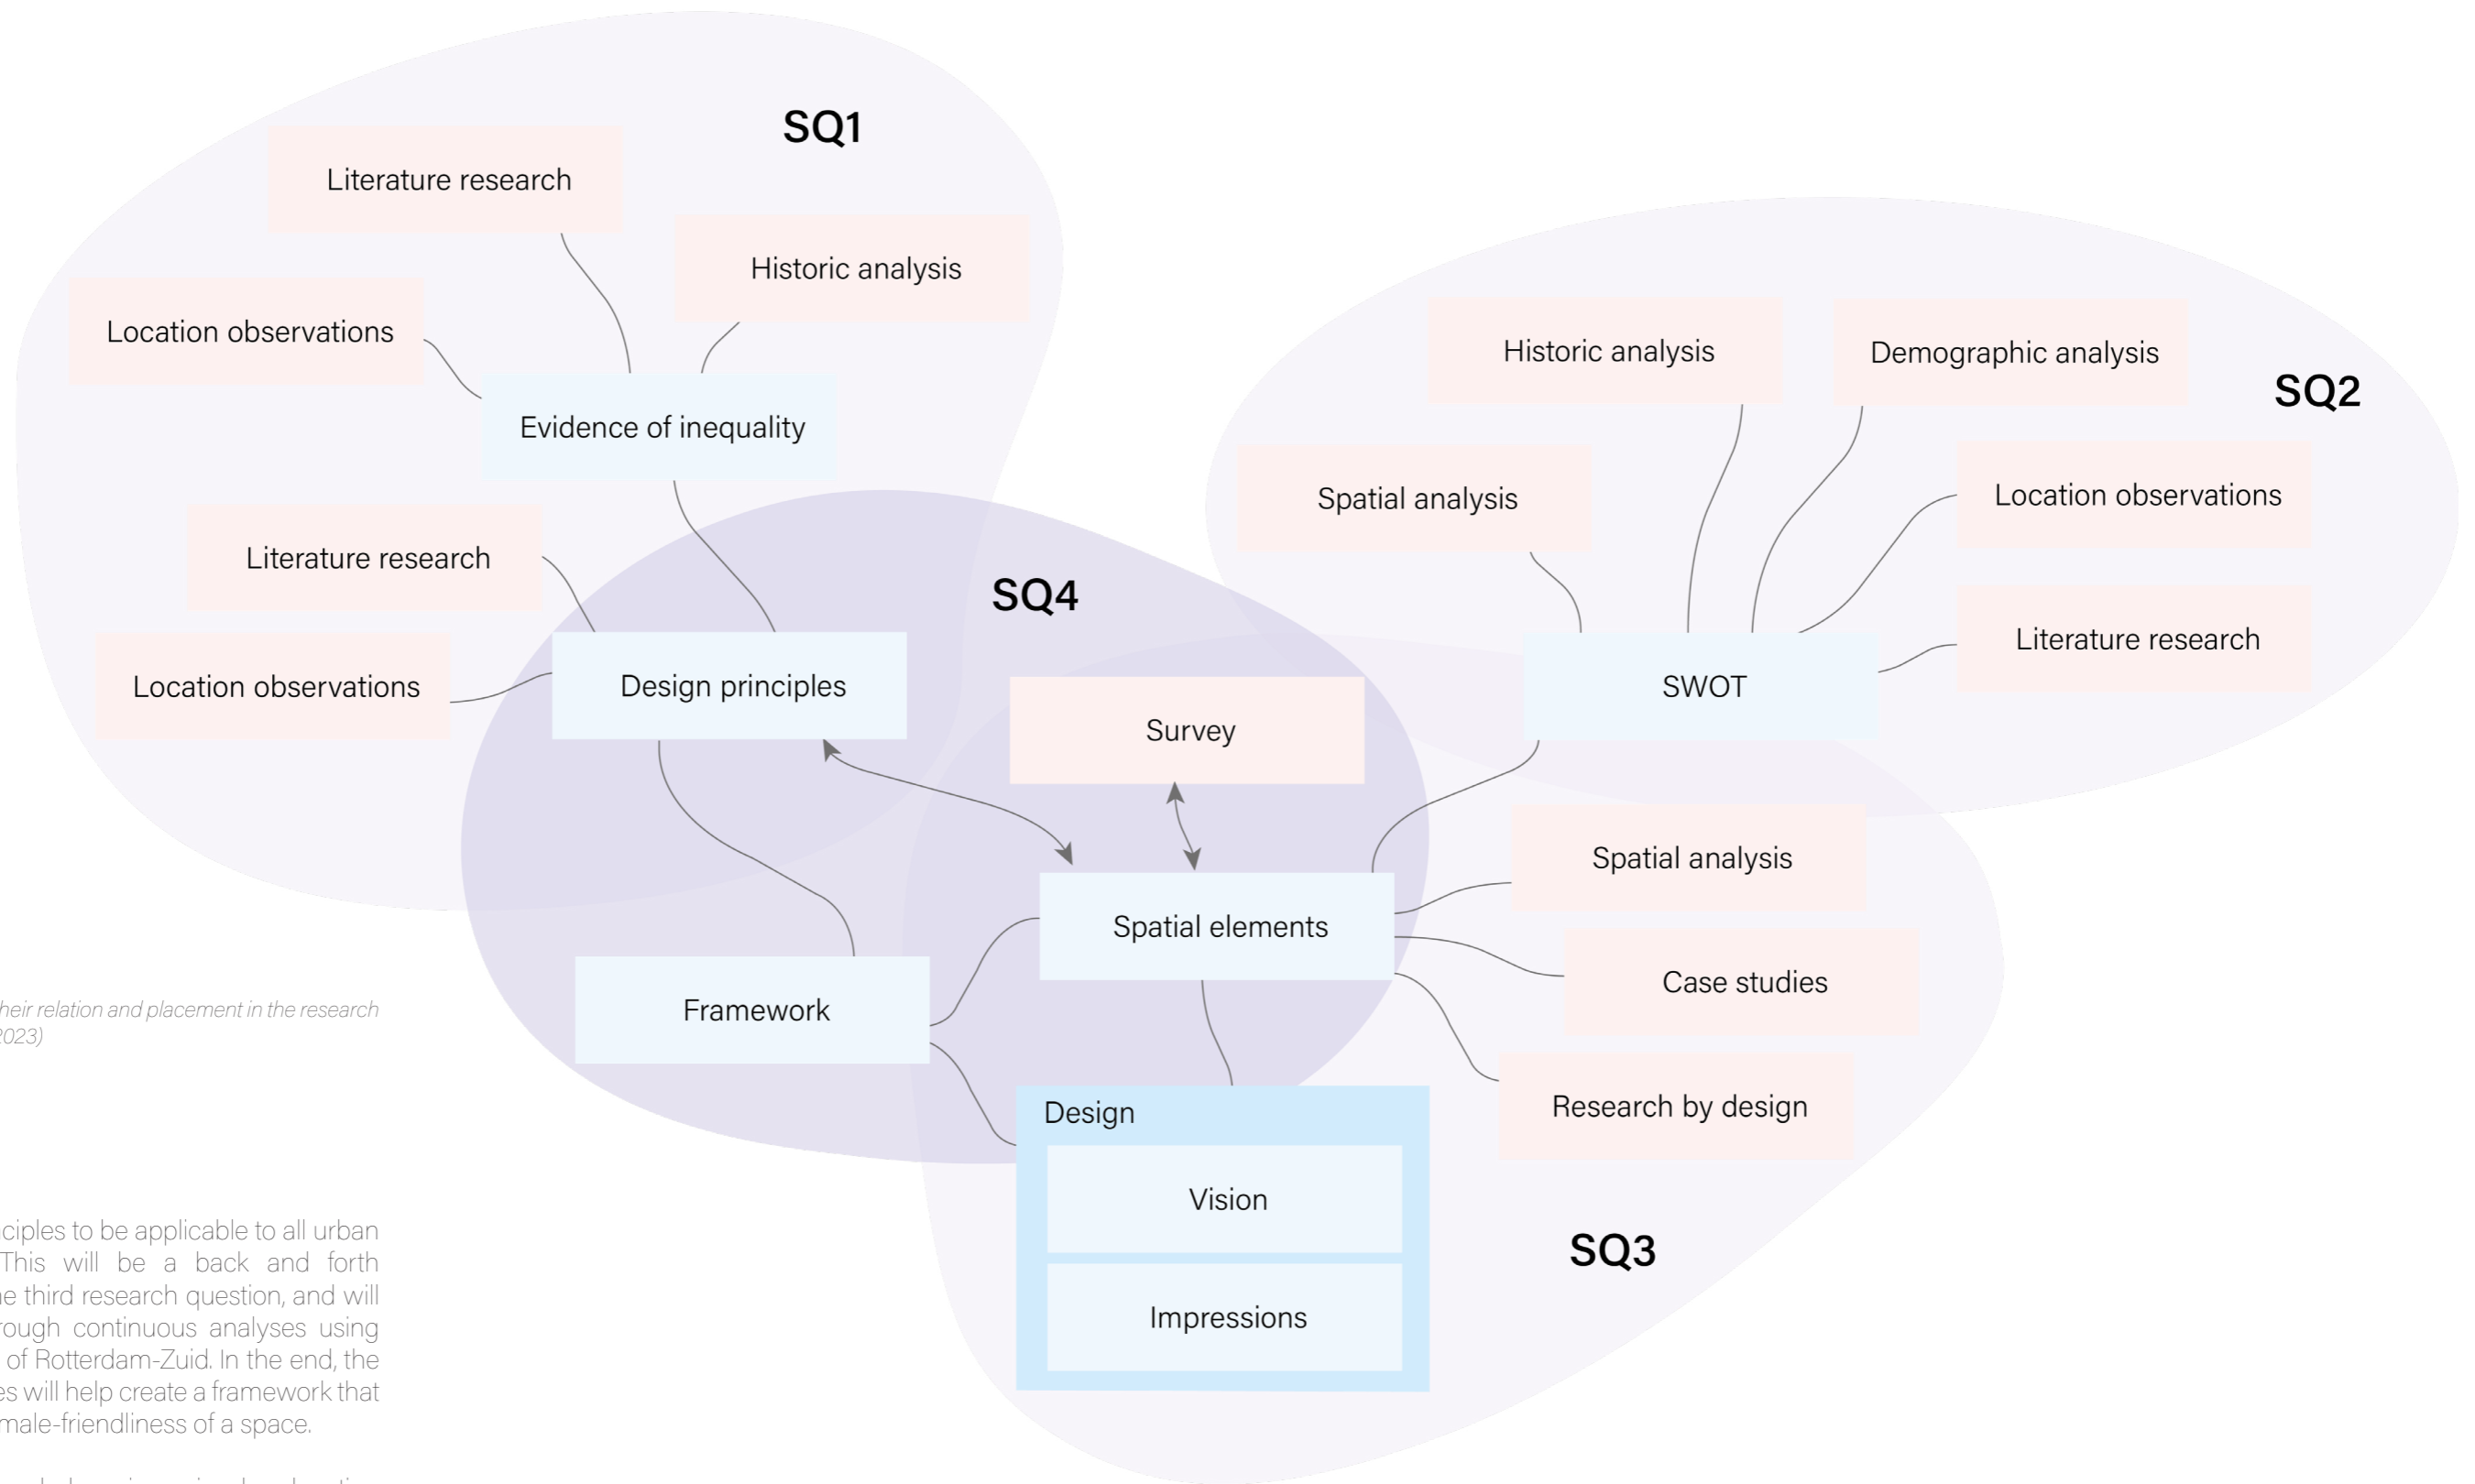 SQ1
Literature research
Historic analysis
Location observations
Evidence of inequality
Literature research
Location observations
Design principles
SQ4
Survey
Spatial elements
Framework
SQ2
Historic analysis
Demographic analysis
Spatial analysis
Location observations
Literature research
SWOT
Spatial analysis
Case studies
Research by design
SQ3
Design
Vision
Impressions
heir relation and placement in the research
2023)
ciples to be applicable to all urban
This will be a back and forth
ne third research question, and will
rough continuous analyses using
of Rotterdam-Zuid. In the end, the
es will help create a framework that
male-friendliness of a space.